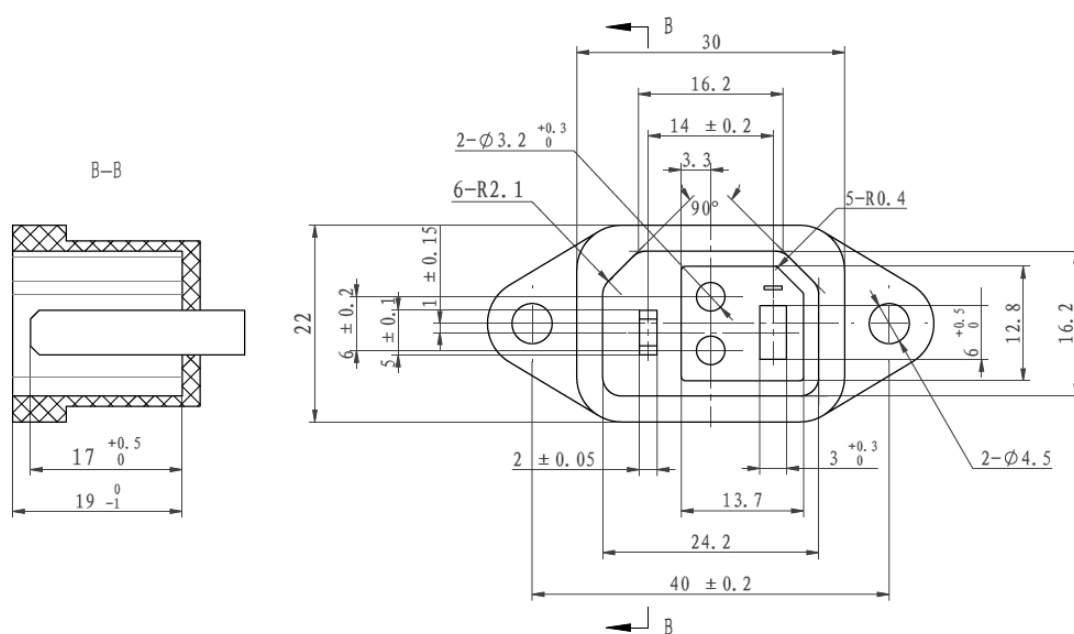 B
30
16.2
14 ±0.2
2-Ø3.2 +0.3 0
3.3
B-B
6-R2.1
90°
5-R0.4
1 ±0.15
6 ±0.2
5 ±0.1
22
6 +0.5 0
12.8
16.2
17 +0.5 0
2 ±0.05
3 +0.3 0
2-Ø4.5
19 0 -1
13.7
24.2
40 ±0.2
B